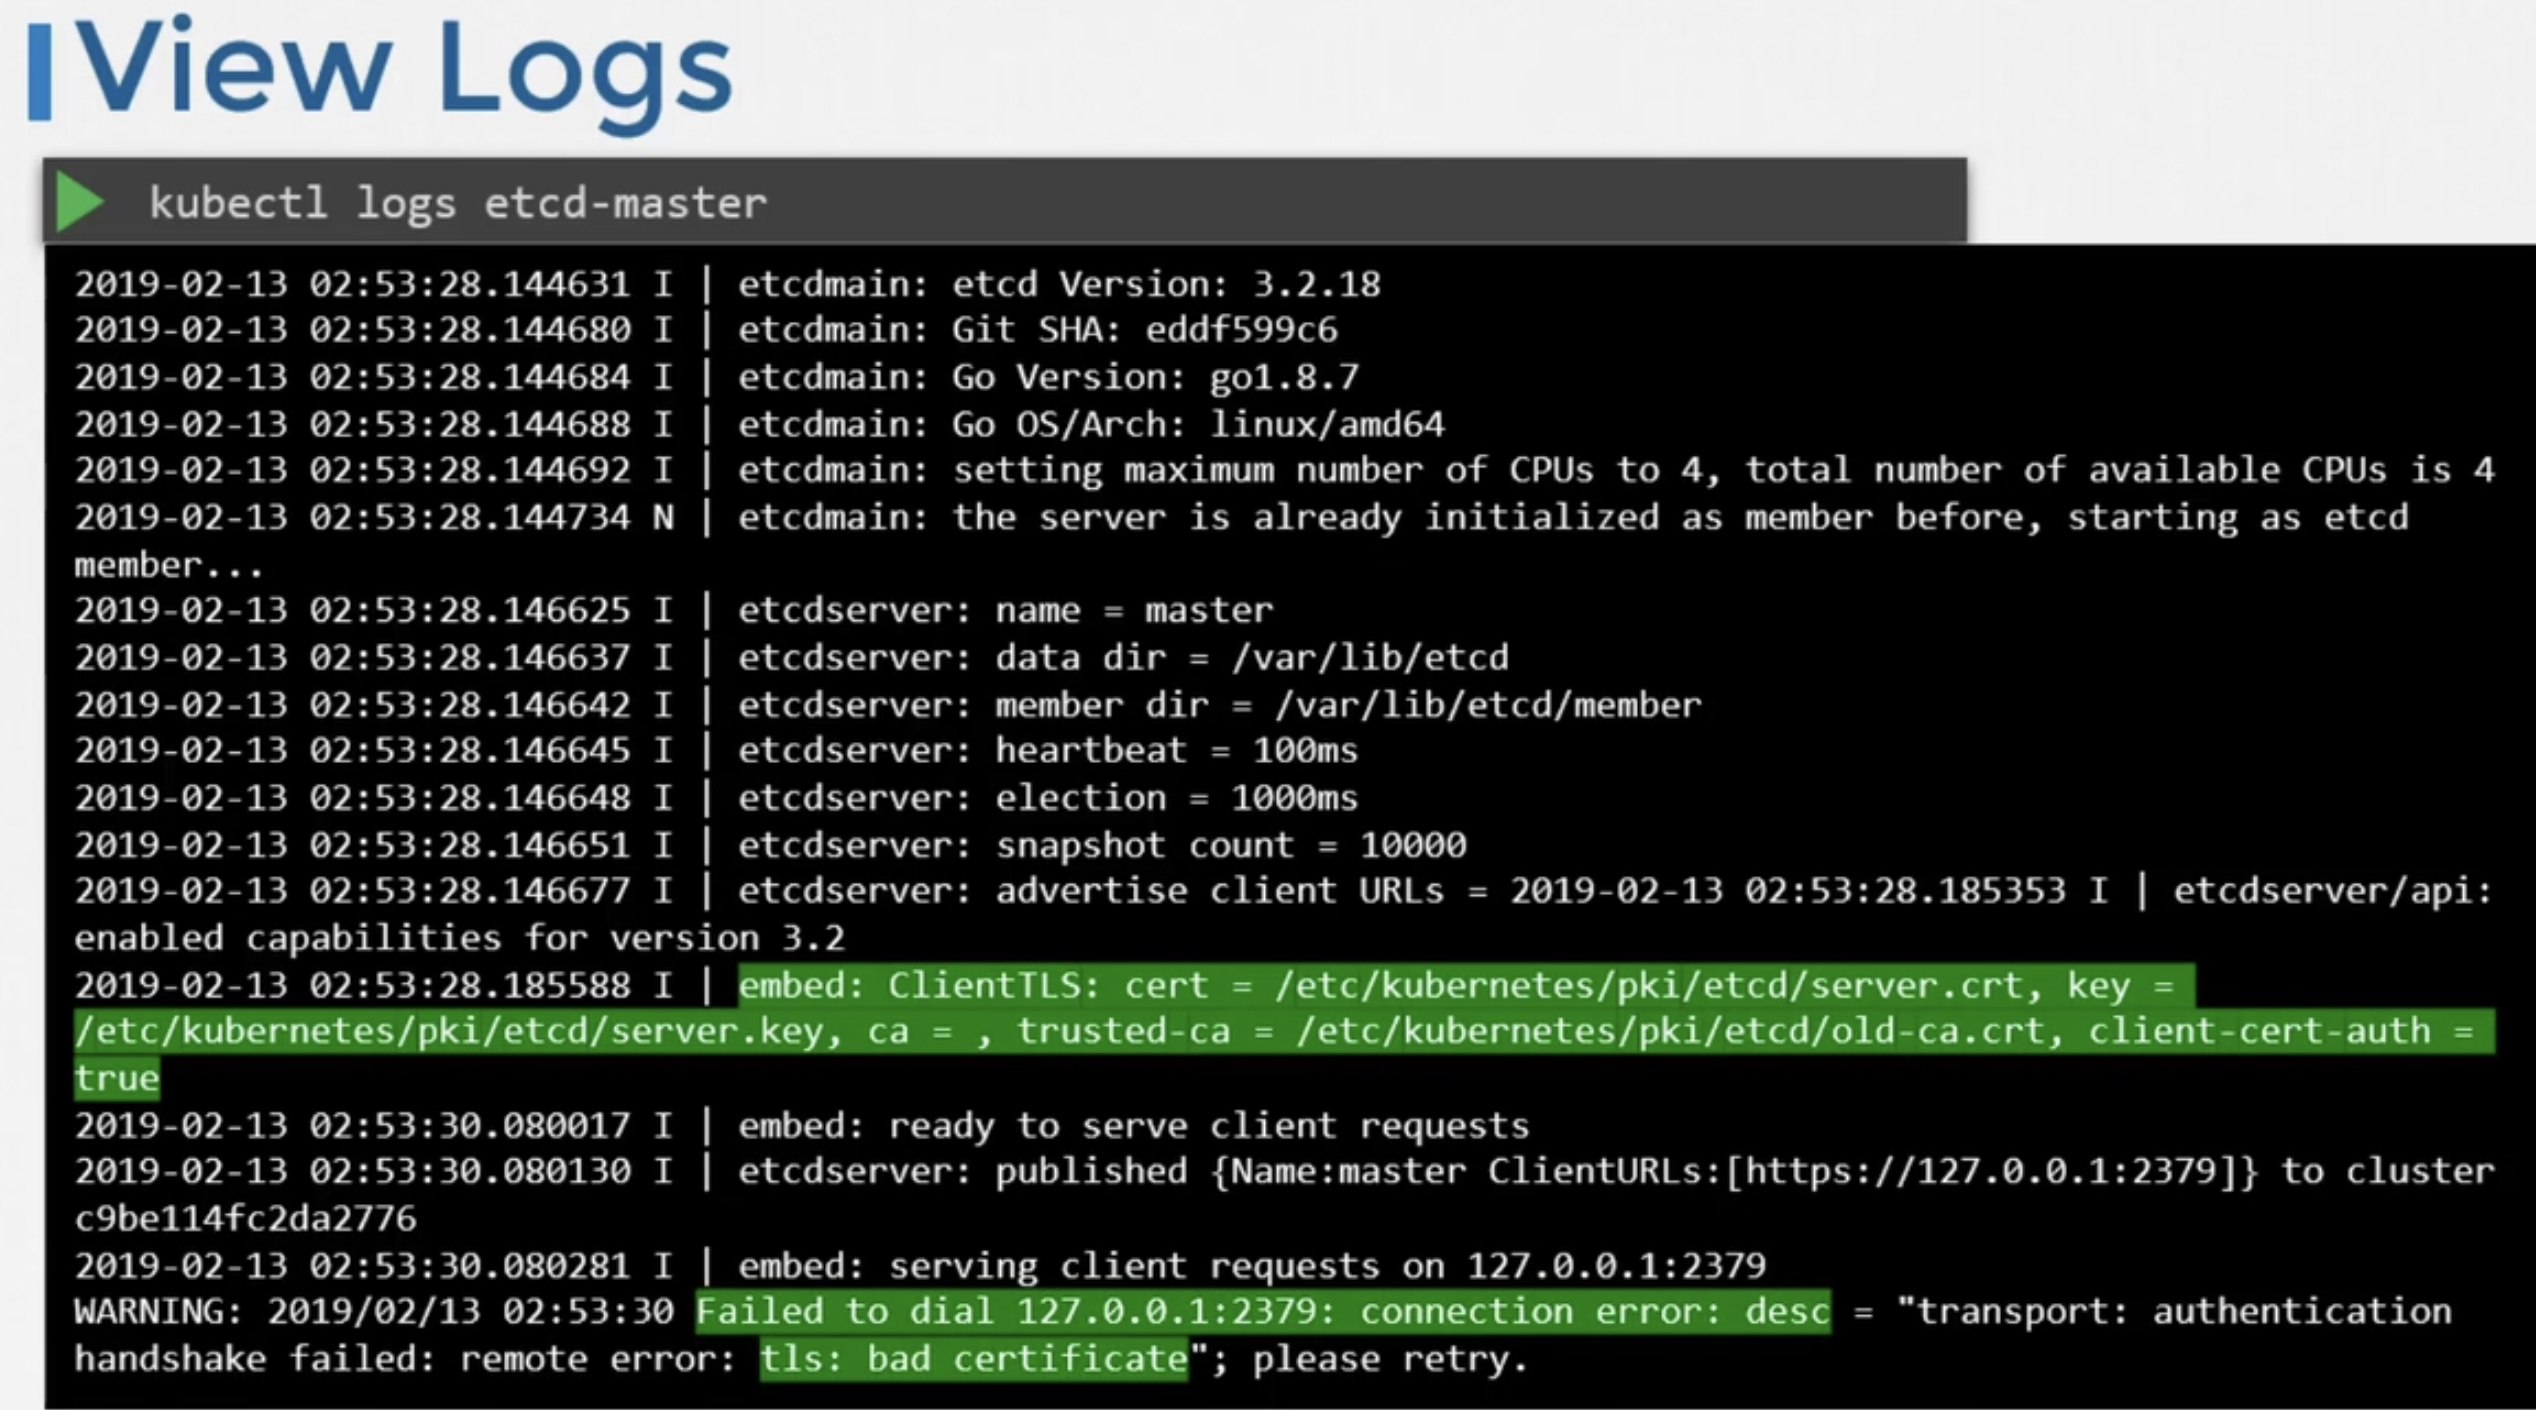 View Logs
kubectl logs etcd-master
2019-02-13 02:53:28.144631 I | etcdmain: etcd Version: 3.2.18
2019-02-13 02:53:28.144680 I | etcdmain: Git SHA: eddf599c6
2019-02-13 02:53:28.144684 I | etcdmain: Go Version: go1.8.7
2019-02-13 02:53:28.144688 I | etcdmain: Go OS/Arch: linux/amd64
2019-02-13 02:53:28.144692 I | etcdmain: setting maximum number of CPUs to 4, total number of available CPUs is 4
2019-02-13 02:53:28.144734 N | etcdmain: the server is already initialized as member before, starting as etcd
member...
2019-02-13 02:53:28.146625 I | etcdserver: name = master
2019-02-13 02:53:28.146637 I | etcdserver: data dir = /var/lib/etcd
2019-02-13 02:53:28.146642 I | etcdserver: member dir = /var/lib/etcd/member
2019-02-13 02:53:28.146645 I | etcdserver: heartbeat = 100ms
2019-02-13 02:53:28.146648 I | etcdserver: election = 1000ms
2019-02-13 02:53:28.146651 I | etcdserver: snapshot count = 10000
2019-02-13 02:53:28.146677 I | etcdserver: advertise client URLs = 2019-02-13 02:53:28.185353 I | etcdserver/api:
enabled capabilities for version 3.2
2019-02-13 02:53:28.185588 I | embed: ClientTLS: cert = /etc/kubernetes/pki/etcd/server.crt, key =
/etc/kubernetes/pki/etcd/server.key, ca = , trusted-ca = /etc/kubernetes/pki/etcd/old-ca.crt, client-cert-auth =
true
2019-02-13 02:53:30.080017 I | embed: ready to serve client requests
2019-02-13 02:53:30.080130 I | etcdserver: published {Name:master ClientURLs:[https://127.0.0.1:2379]} to cluster
c9be114fc2da2776
2019-02-13 02:53:30.080281 I | embed: serving client requests on 127.0.0.1:2379
WARNING: 2019/02/13 02:53:30 Failed to dial 127.0.0.1:2379: connection error: desc = "transport: authentication
handshake failed: remote error: tls: bad certificate"; please retry.